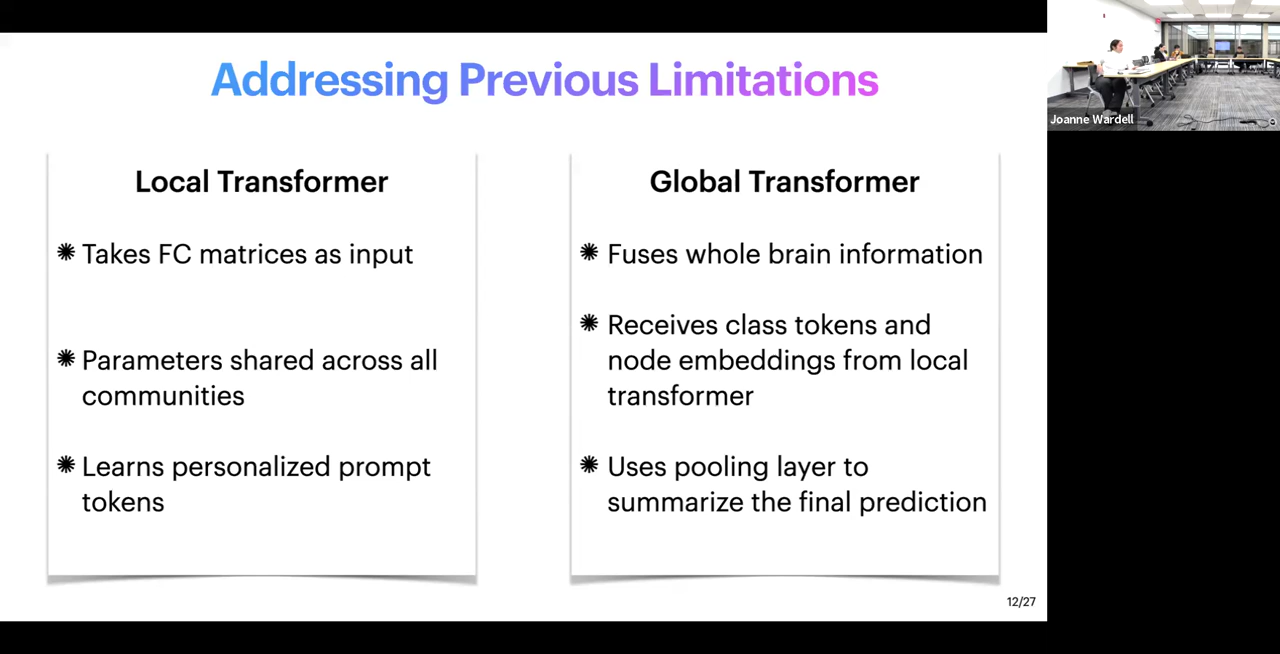 Addressing Previous Limitations
Local Transformer
✷ Takes FC matrices as input
✷ Parameters shared across all
communities
✷ Learns personalized prompt
tokens
Global Transformer
✷ Fuses whole brain information
✷ Receives class tokens and
node embeddings from local
transformer
✷ Uses pooling layer to
summarize the final prediction
12/27
Joanne Wardell